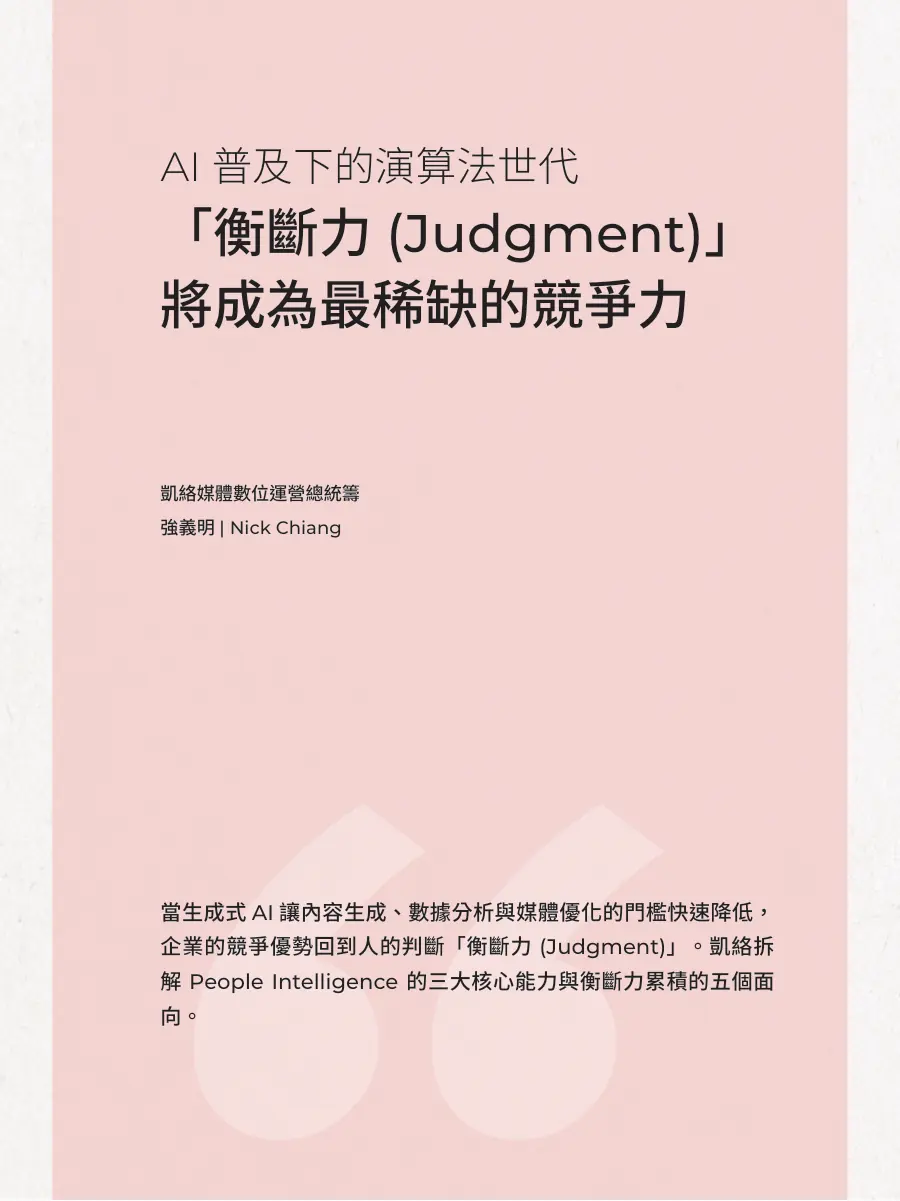 AI 普及下的演算法世代
「衡斷力 (Judgment)」
將成為最稀缺的競爭力
凱絡媒體數位運營總統籌
強義明 | Nick Chiang
當生成式 AI 讓內容生成、數據分析與媒體優化的門檻快速降低，
企業的競爭優勢回到人的判斷「衡斷力 (Judgment)」。凱絡拆
解 People Intelligence 的三大核心能力與衡斷力累積的五個面
向。